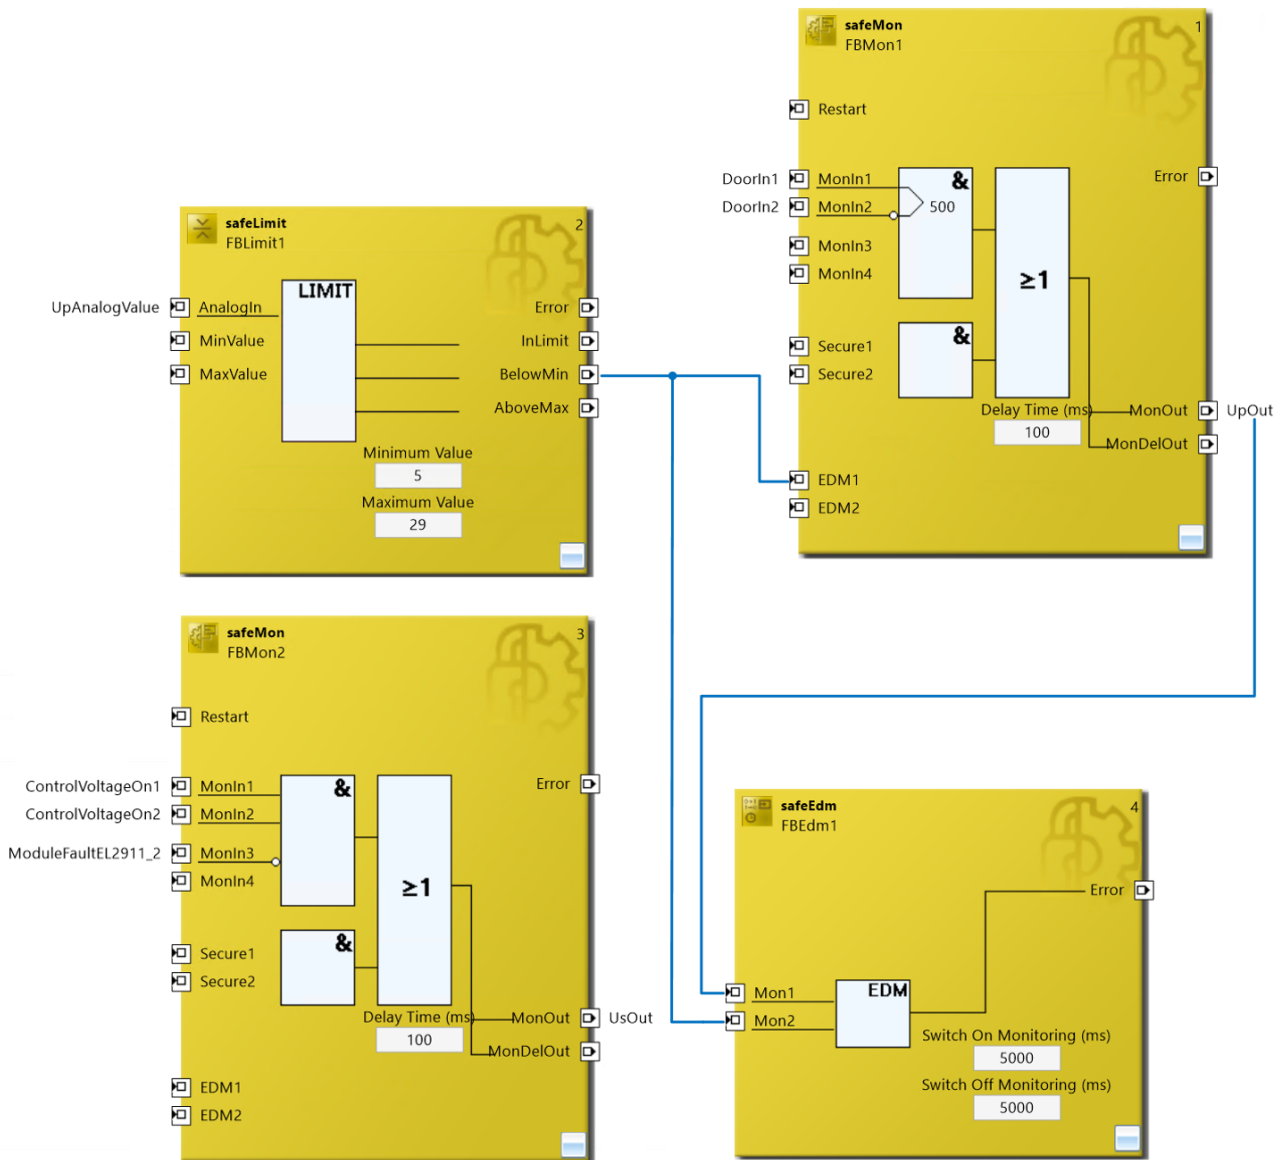 safeMon
FBMon1
1
Restart
DoorIn1 MonIn1 & Error
DoorIn2 MonIn2 500
MonIn3
MonIn4
≥1
&
Secure1
Secure2
Delay Time (ms)
100
MonOut UpOut
MonDelOut
EDM1
EDM2
safeLimit
FBLimit1
2
LIMIT
UpAnalogValue AnalogIn Error
MinValue InLimit
MaxValue BelowMin
AboveMax
Minimum Value
5
Maximum Value
29
safeMon
FBMon2
3
Restart
ControlVoltageOn1 MonIn1 & Error
ControlVoltageOn2 MonIn2
ModuleFaultEL2911_2 MonIn3
MonIn4
≥1
&
Secure1
Secure2
Delay Time (ms)
100
MonOut UsOut
MonDelOut
EDM1
EDM2
safeEdm
FBEdm1
4
Error
Mon1 EDM
Mon2
Switch On Monitoring (ms)
5000
Switch Off Monitoring (ms)
5000